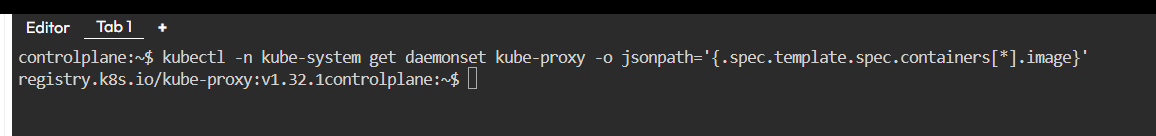 Editor Tab 1 +
controlplane:~$ kubectl -n kube-system get daemonset kube-proxy -o jsonpath='{.spec.template.spec.containers[*].image}'
registry.k8s.io/kube-proxy:v1.32.1controlplane:~$